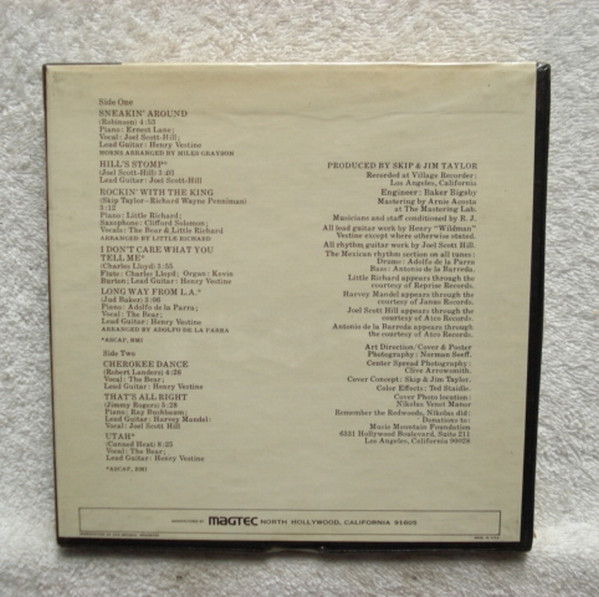 Side One
SNEAKIN' AROUND
(Robinson) 4:53
Piano: Ernest Lane;
Vocal: Joel Scott-Hill;
Lead Guitar: Henry Vestine
HORNS ARRANGED BY MILES GRAYSON
HILL'S STOMP*
(Joel Scott-Hill) 3:03
Lead Guitar: Joel Scott-Hill
ROCKIN' WITH THE KING
(Skip Taylor-Richard Wayne Penniman)
3:12
Piano: Little Richard;
Saxophone: Clifford Solomon;
Vocals: The Bear & Little Richard
ARRANGED BY LITTLE RICHARD
I DON'T CARE WHAT YOU
TELL ME*
(Charles Lloyd) 3:55
Flute: Charles Lloyd; Organ: Kevin
Burton; Lead Guitar: Henry Vestine
LONG WAY FROM L.A.*
(Jud Baker) 3:06
Piano: Adolfo de la Parra;
Vocal: The Bear;
Lead Guitar: Henry Vestine
ARRANGED BY ADOLFO DE LA PARRA
*ASCAP, BMI
Side Two
CHEROKEE DANCE
(Robert Landers) 4:26
Vocal: The Bear;
Lead Guitar: Henry Vestine
THAT'S ALL RIGHT
(Jimmy Rogers) 5:28
Piano: Ray Bushbaum;
Lead Guitar: Harvey Mandel;
Vocal: Joel Scott Hill
UTAH*
(Canned Heat) 8:25
Vocal: The Bear;
Lead Guitar: Henry Vestine
*ASCAP, BMI
PRODUCED BY SKIP & JIM TAYLOR
Recorded at Village Recorder;
Los Angeles, California
Engineer: Baker Bigsby
Mastering by Arnie Acosta
at The Mastering Lab.
Musicians and staff conditioned by R. J.
All lead guitar work by Henry "Wildman"
Vestine except where otherwise stated.
All rhythm guitar work by Joel Scott Hill.
The Mexican rhythm section on all tunes:
Drums: Adolfo de la Parra
Bass: Antonio de la Barreda.
Little Richard appears through the
courtesy of Reprise Records.
Harvey Mandel appears through the
courtesy of Janus Records.
Joel Scott Hill appears through the
courtesy of Atco Records.
Antonio de la Barreda appears through
the courtesy of Atco Records.
Art Direction/Cover & Poster
Photography: Norman Seeff.
Center Spread Photography:
Clive Arrowsmith.
Cover Concept: Skip & Jim Taylor.
Color Effects: Ted Staidle.
Cover Photo location:
Nikolas Venet Manor
Remember the Redwoods, Nikolas did:
Donations to:
Music Mountain Foundation
6331 Hollywood Boulevard, Suite 211
Los Angeles, California 90028
MAGTEC NORTH HOLLYWOOD, CALIFORNIA 91605